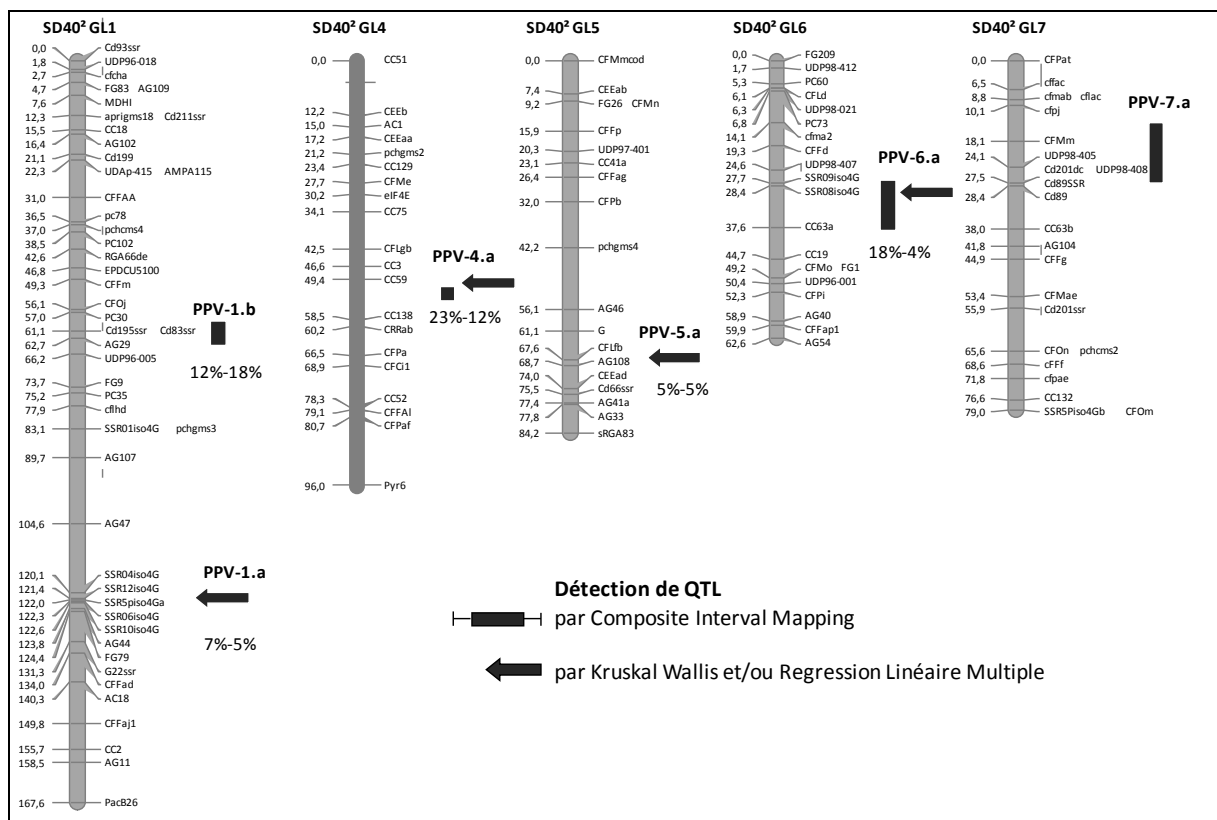 SD40² GL1
0,0 Cd93ssr
1,8 UDP96-018
2,7 cfcha
4,7 FG83 AG109
7,6 MDHI
12,3 aprigms18 Cd211ssr
15,5 CC18
16,4 AG102
21,1 Cd199
22,3 UDAp-415 AMPA115
31,0 CFFAA
36,5 pc78
37,0 pchcms4
38,5 PC102
42,6 RGA66de
46,8 EPDCU5100
49,3 CFFm
56,1 CFOj
57,0 PC30
61,1 Cd195ssr Cd83ssr
62,7 AG29
66,2 UDP96-005
73,7 FG9
75,2 PC35
77,9 cflhd
83,1 SSR01iso4G pchgms3
89,7 AG107
104,6 AG47
120,1 SSR04iso4G
121,4 SSR12iso4G
122,0 SSR5piso4Ga
122,3 SSR06iso4G
122,6 SSR10iso4G
123,8 AG44
124,4 FG79
131,3 G22ssr
134,0 CFFad
140,3 AC18
149,8 CFFaj1
155,7 CC2
158,5 AG11
167,6 PacB26
PPV-1.b
12%-18%
PPV-1.a
7%-5%
SD40² GL4
0,0 CC51
12,2 CEEb
15,0 AC1
17,2 CEEaa
21,2 pchgms2
23,4 CC129
27,7 CFMe
30,2 eIF4E
34,1 CC75
42,5 CFLgb
46,6 CC3
49,4 CC59
58,5 CC138
60,2 CRRab
66,5 CFPa
68,9 CFCi1
78,3 CC52
79,1 CFFAl
80,7 CFPaf
96,0 Pyr6
PPV-4.a
23%-12%
SD40² GL5
0,0 CFMmcod
7,4 CEEab
9,2 FG26 CFMn
15,9 CFFp
20,3 UDP97-401
23,1 CC41a
26,4 CFFag
32,0 CFPb
42,2 pchgms4
56,1 AG46
61,1 G
67,6 CFLfb
68,7 AG108
74,0 CEEad
75,5 Cd66ssr
77,4 AG41a
77,8 AG33
84,2 sRGA83
PPV-5.a
5%-5%
SD40² GL6
0,0 FG209
1,7 UDP98-412
5,3 PC60
6,1 CFLd
6,3 UDP98-021
6,8 PC73
14,1 cfma2
19,3 CFFd
24,6 UDP98-407
27,7 SSR09iso4G
28,4 SSR08iso4G
37,6 CC63a
44,7 CC19
49,2 CFMo FG1
50,4 UDP96-001
52,3 CFPi
58,9 AG40
59,9 CFFap1
62,6 AG54
PPV-6.a
18%-4%
SD40² GL7
0,0 CFPat
6,5 cffac
8,8 cfmab cflac
10,1 cfpj
18,1 CFMm
24,1 UDP98-405
Cd201dc UDP98-408
27,5 Cd89SSR
28,4 Cd89
38,0 CC63b
41,8 AG104
44,9 CFFg
53,4 CFMae
55,9 Cd201ssr
65,6 CFOn pchcms2
68,6 cFFf
71,8 cfpae
76,6 CC132
79,0 SSR5Piso4Gb CFOm
PPV-7.a
Détection de QTL
par Composite Interval Mapping
par Kruskal Wallis et/ou Regression Linéaire Multiple